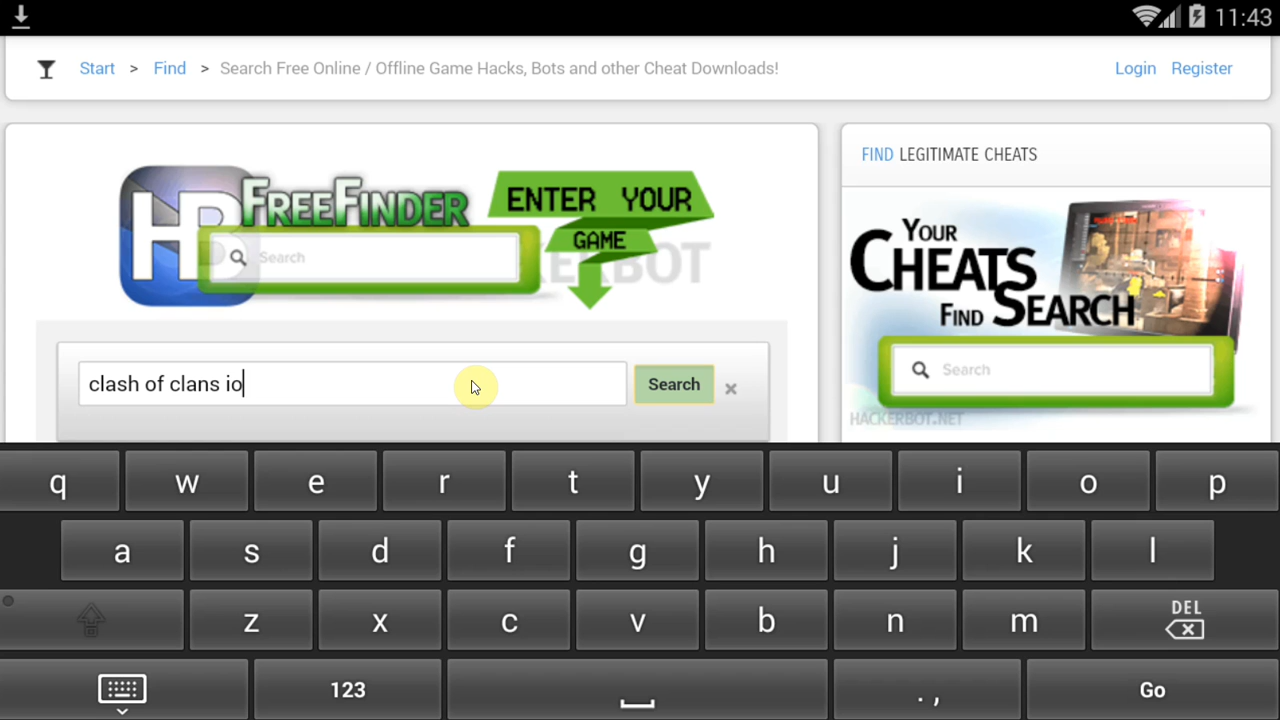 11:43
Start > Find > Search Free Online / Offline Game Hacks, Bots and other Cheat Downloads!
Login Register
HB FREEFINDER
Search
ENTER YOUR
GAME
HACKERBOT
clash of clans io
Search
FIND LEGITIMATE CHEATS
YOUR
CHEATS
FIND SEARCH
Search
HACKERBOT.NET
q w e r t y u i o p
a s d f g h j k l
z x c v b n m DEL
123 . , Go